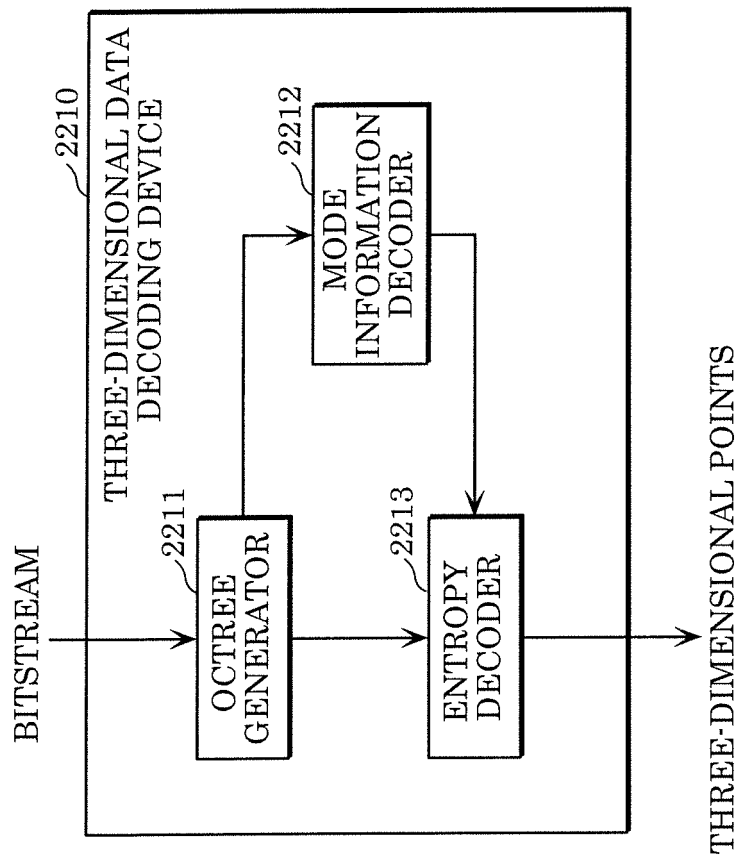 BITSTREAM
2210
THREE-DIMENSIONAL DATA
DECODING DEVICE
2211
OCTREE
GENERATOR
2212
MODE
INFORMATION
DECODER
2213
ENTROPY
DECODER
THREE-DIMENSIONAL POINTS